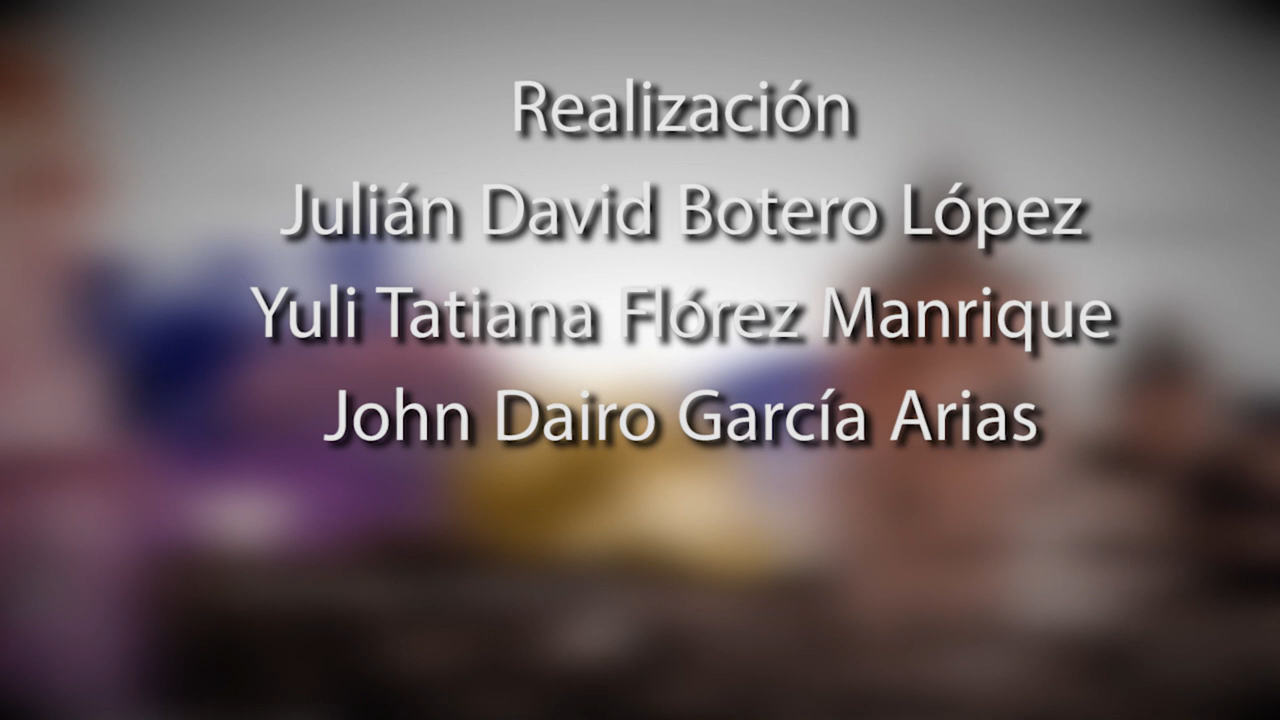 Realización
Julián David Botero López
Yuli Tatiana Flórez Manrique
John Dairo García Arias